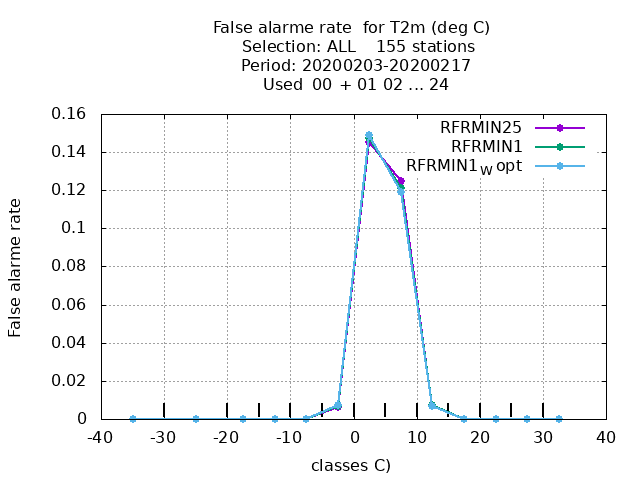 False alarme rate  for T2m (deg C)
Selection: ALL    155 stations
Period: 20200203-20200217
Used  00 + 01 02 ... 24
RFRMIN25
RFRMIN1
RFRMIN1w opt
0.16
0.14
0.12
0.1
0.08
0.06
0.04
0.02
0
False alarme rate
-40 -30 -20 -10 0 10 20 30 40
classes C)